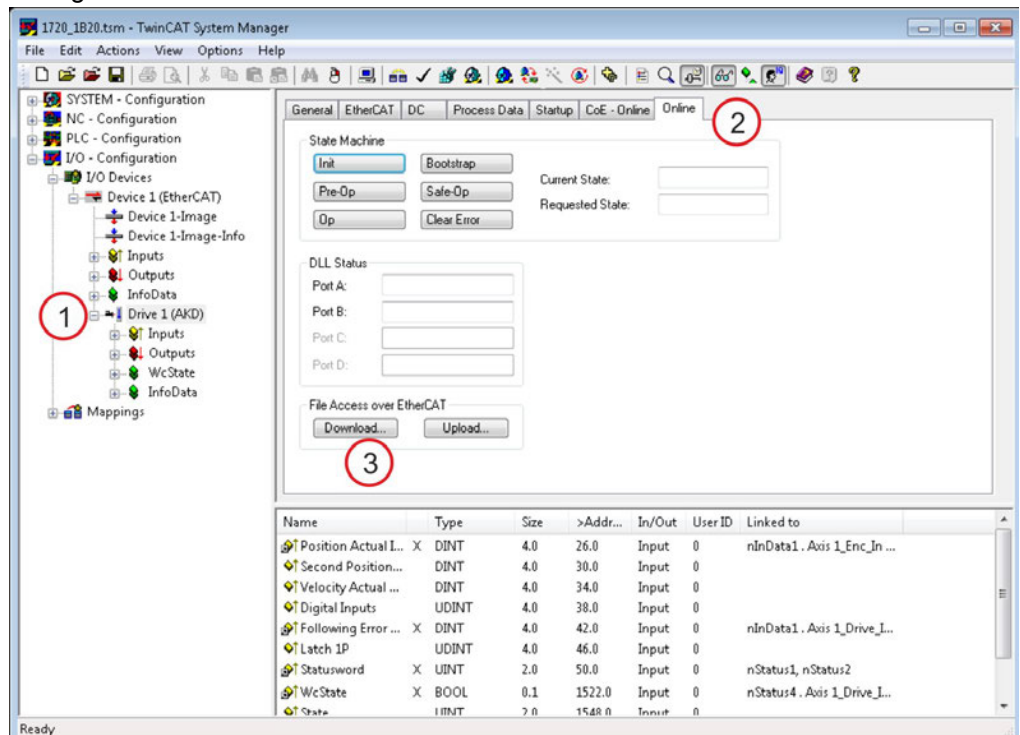 1720_1B20.tsm - TwinCAT System Manager
File Edit Actions View Options Help
SYSTEM - Configuration
NC - Configuration
PLC - Configuration
I/O - Configuration
I/O Devices
Device 1 (EtherCAT)
Device 1-Image
Device 1-Image-Info
Inputs
Outputs
InfoData
1
Drive 1 (AKD)
Inputs
Outputs
WcState
InfoData
Mappings
General EtherCAT DC Process Data Startup CoE - Online Online
2
State Machine
Init Bootstrap
Pre-Op Safe-Op
Op Clear Error
Current State:
Requested State:
DLL Status
Port A:
Port B:
Port C:
Port D:
File Access over EtherCAT
Download... Upload...
3
Name Type Size >Addr... In/Out User ID Linked to
Position Actual I... X DINT 4.0 26.0 Input 0 nInData1 . Axis 1_Enc_In ...
Second Position... DINT 4.0 30.0 Input 0
Velocity Actual ... DINT 4.0 34.0 Input 0
Digital Inputs UDINT 4.0 38.0 Input 0
Following Error ... X DINT 4.0 42.0 Input 0 nInData1 . Axis 1_Drive_I...
Latch 1P UDINT 4.0 46.0 Input 0
Statusword X UINT 2.0 50.0 Input 0 nStatus1, nStatus2
WcState X BOOL 0.1 1522.0 Input 0 nStatus4 . Axis 1_Drive_I...
State UINT 2.0 1548.0 Input 0
Ready